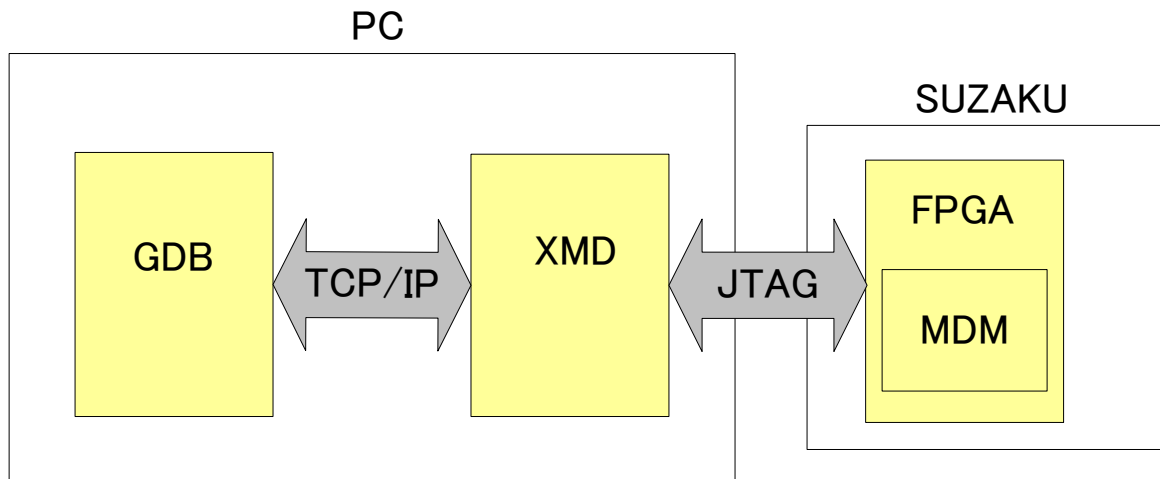 PC
SUZAKU
GDB
TCP/IP
XMD
JTAG
FPGA
MDM